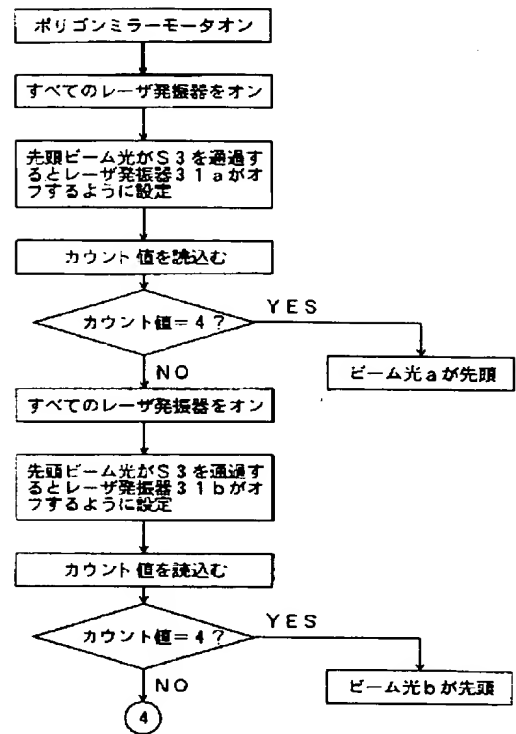 ポリゴンミラーモータオン
すべてのレーザ発振器をオン
先頭ビーム光がS3を通過す
るとレーザ発振器31aがオ
フするように設定
カウント値を読込む
カウント値=4?
YES
ビーム光aが先頭
NO
すべてのレーザ発振器をオン
先頭ビーム光がS3を通過す
るとレーザ発振器31bがオ
フするように設定
カウント値を読込む
カウント値=4?
YES
ビーム光bが先頭
NO
4